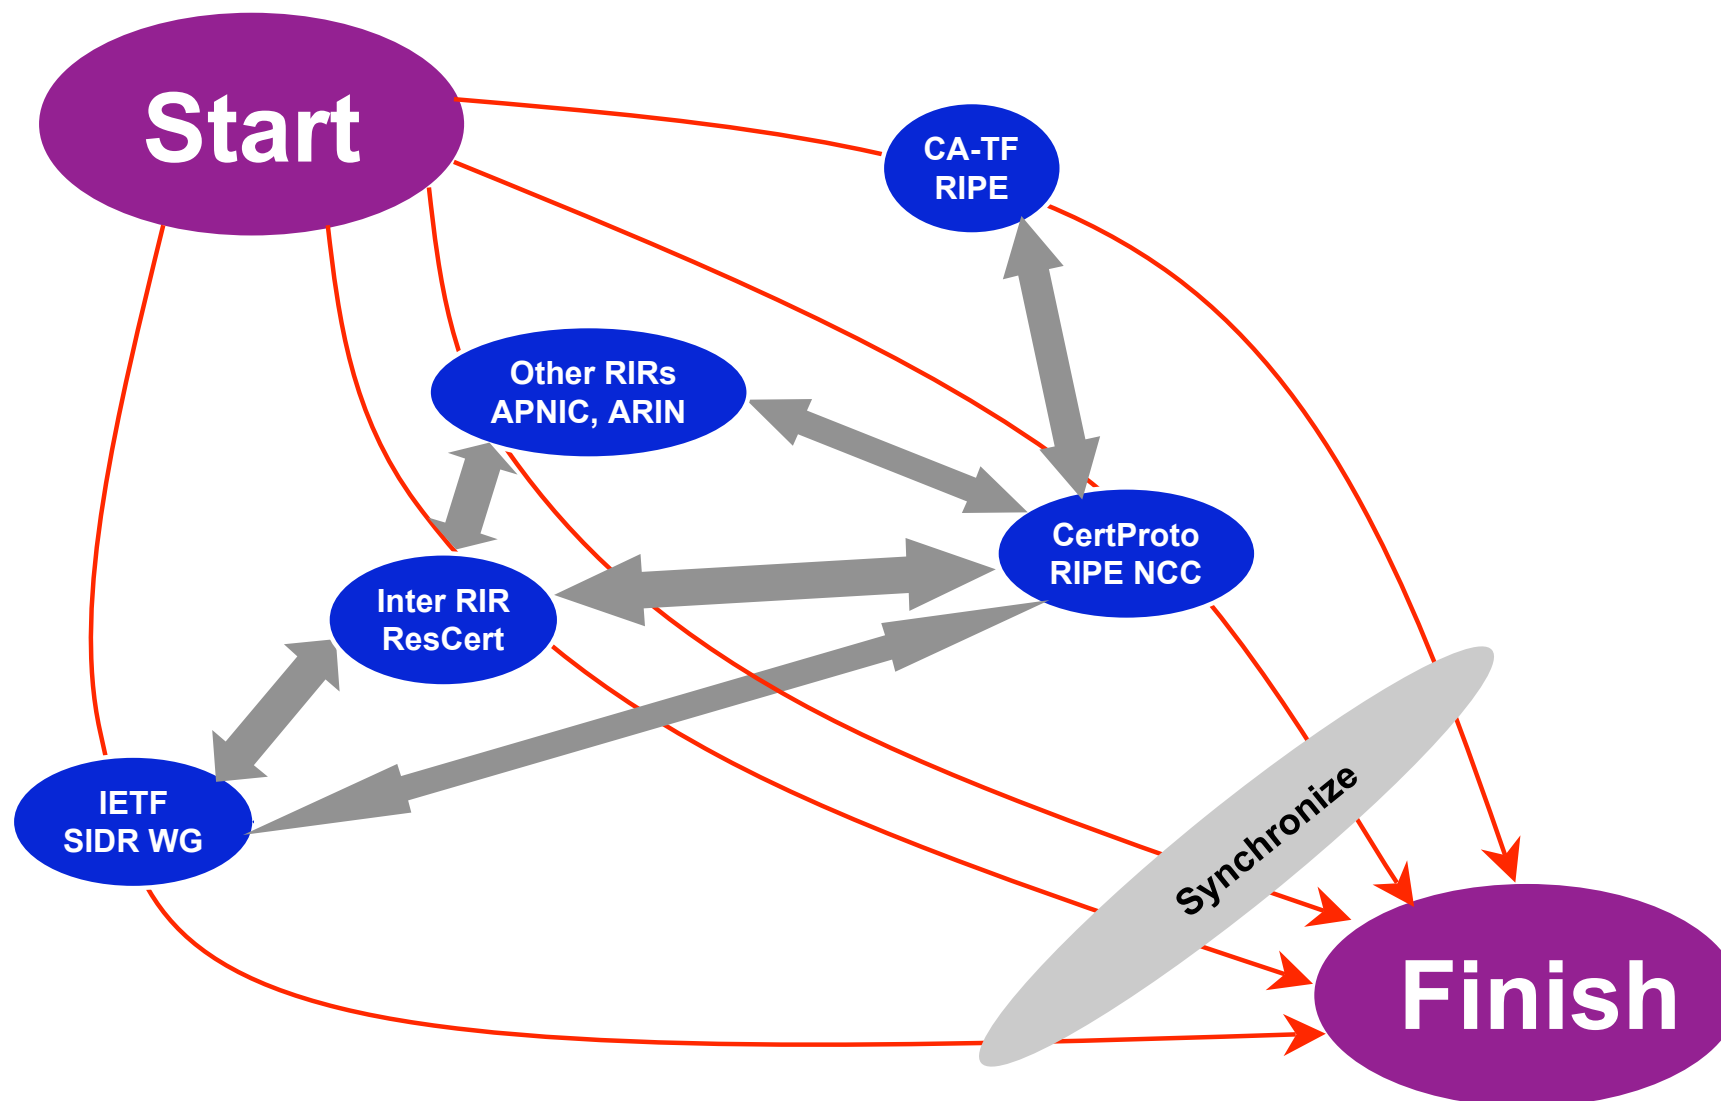 Start
CA-TF
RIPE
Other RIRs
APNIC, ARIN
CertProto
RIPE NCC
Inter RIR
ResCert
IETF
SIDR WG
Synchronize
Finish